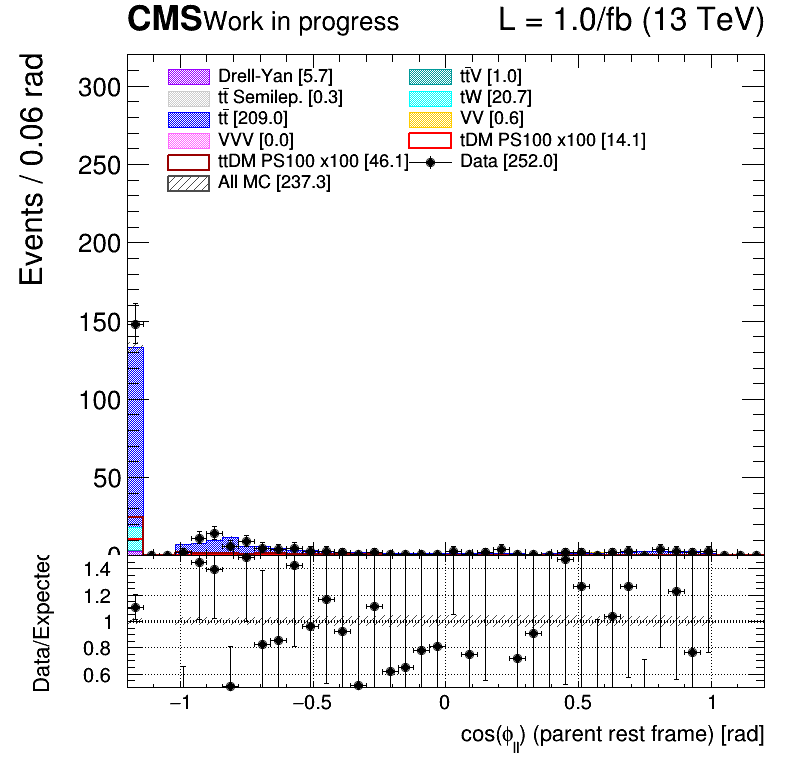 CMS Work in progress L = 1.0/fb (13 TeV)
Events / 0.06 rad
300
250
200
150
100
50
0
Drell-Yan [5.7]
tt̄ Semilep. [0.3]
tt̄ [209.0]
VVV [0.0]
ttDM PS100 x100 [46.1]
All MC [237.3]
tt̄V [1.0]
tW [20.7]
VV [0.6]
tDM PS100 x100 [14.1]
Data [252.0]
Data/Expected
1.4
1.2
1
0.8
0.6
−1 −0.5 0 0.5 1
cos(ϕ_ll) (parent rest frame) [rad]